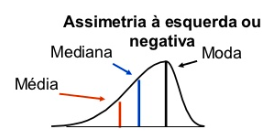 Assimetria à esquerda ou
negativa
Mediana
Moda
Média